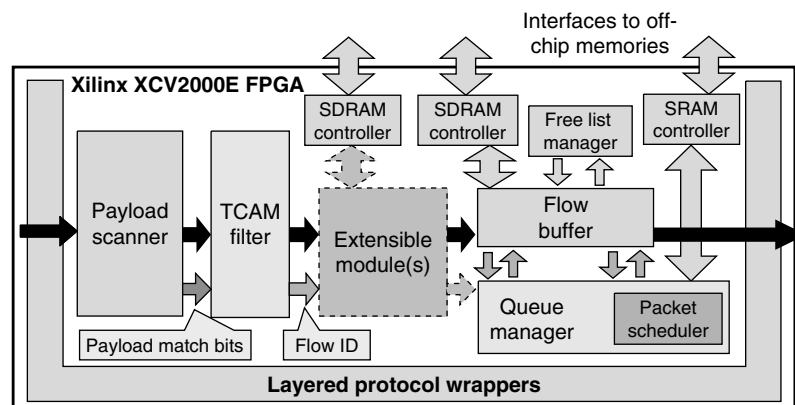 Interfaces to off-
chip memories
Xilinx XCV2000E FPGA
SDRAM
controller
SDRAM
controller
Free list
manager
SRAM
controller
Payload
scanner
TCAM
filter
Extensible
module(s)
Flow
buffer
Queue
manager
Packet
scheduler
Payload match bits
Flow ID
Layered protocol wrappers